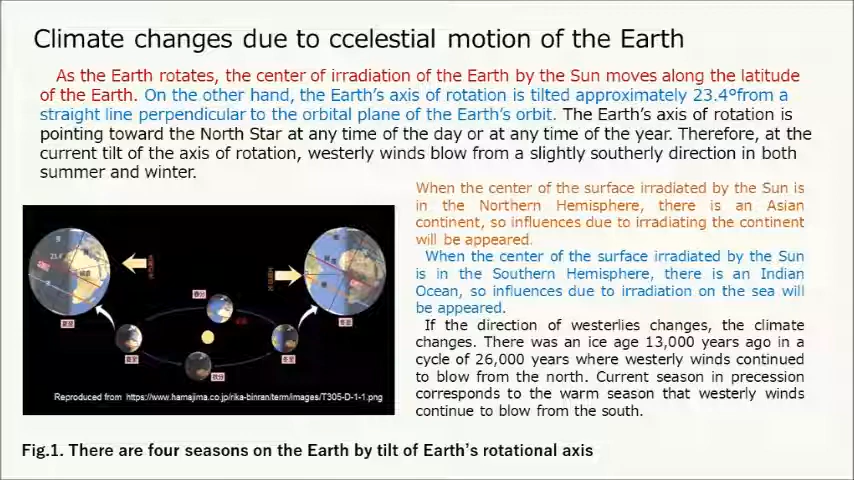 Climate changes due to ccelestial motion of the Earth
As the Earth rotates, the center of irradiation of the Earth by the Sun moves along the latitude
of the Earth. On the other hand, the Earth's axis of rotation is tilted approximately 23.4°from a
straight line perpendicular to the orbital plane of the Earth's orbit. The Earth's axis of rotation is
pointing toward the North Star at any time of the day or at any time of the year. Therefore, at the
current tilt of the axis of rotation, westerly winds blow from a slightly southerly direction in both
summer and winter.
When the center of the surface irradiated by the Sun is
in the Northern Hemisphere, there is an Asian
continent, so influences due to irradiating the continent
will be appeared.
When the center of the surface irradiated by the Sun
is in the Southern Hemisphere, there is an Indian
Ocean, so influences due to irradiation on the sea will
be appeared.
If the direction of westerlies changes, the climate
changes. There was an ice age 13,000 years ago in a
cycle of 26,000 years where westerly winds continued
to blow from the north. Current season in precession
corresponds to the warm season that westerly winds
continue to blow from the south.
春分
夏至
冬至
秋分
Reproduced from https://www.hamajima.co.jp/rika-binran/term/images/T305-D-1-1.png
Fig.1. There are four seasons on the Earth by tilt of Earth's rotational axis